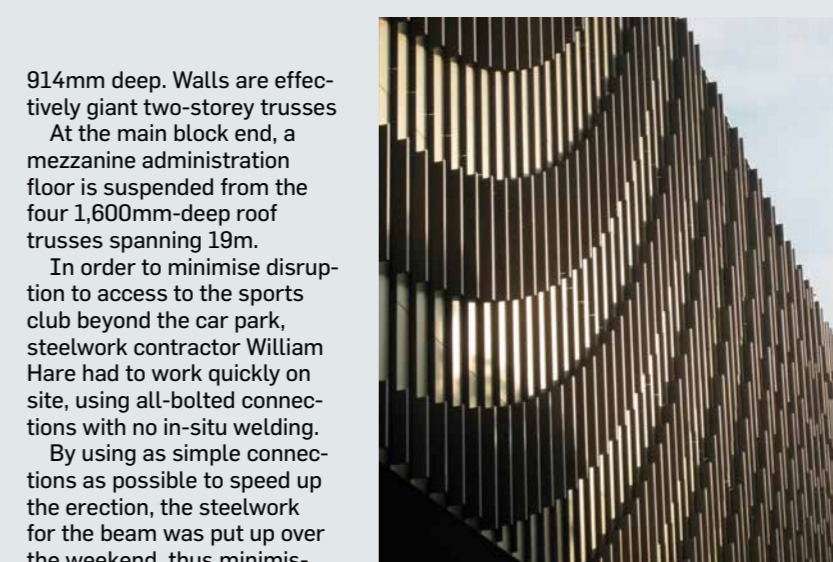 914mm deep. Walls are effec-
tively giant two-storey trusses
At the main block end, a
mezzanine administration
floor is suspended from the
four 1,600mm-deep roof
trusses spanning 19m.
In order to minimise disrup-
tion to access to the sports
club beyond the car park,
steelwork contractor William
Hare had to work quickly on
site, using all-bolted connec-
tions with no in-situ welding.
By using as simple connec-
tions as possible to speed up
the erection, the steelwork
for the beam was put up over
the weekend, thus minimis-